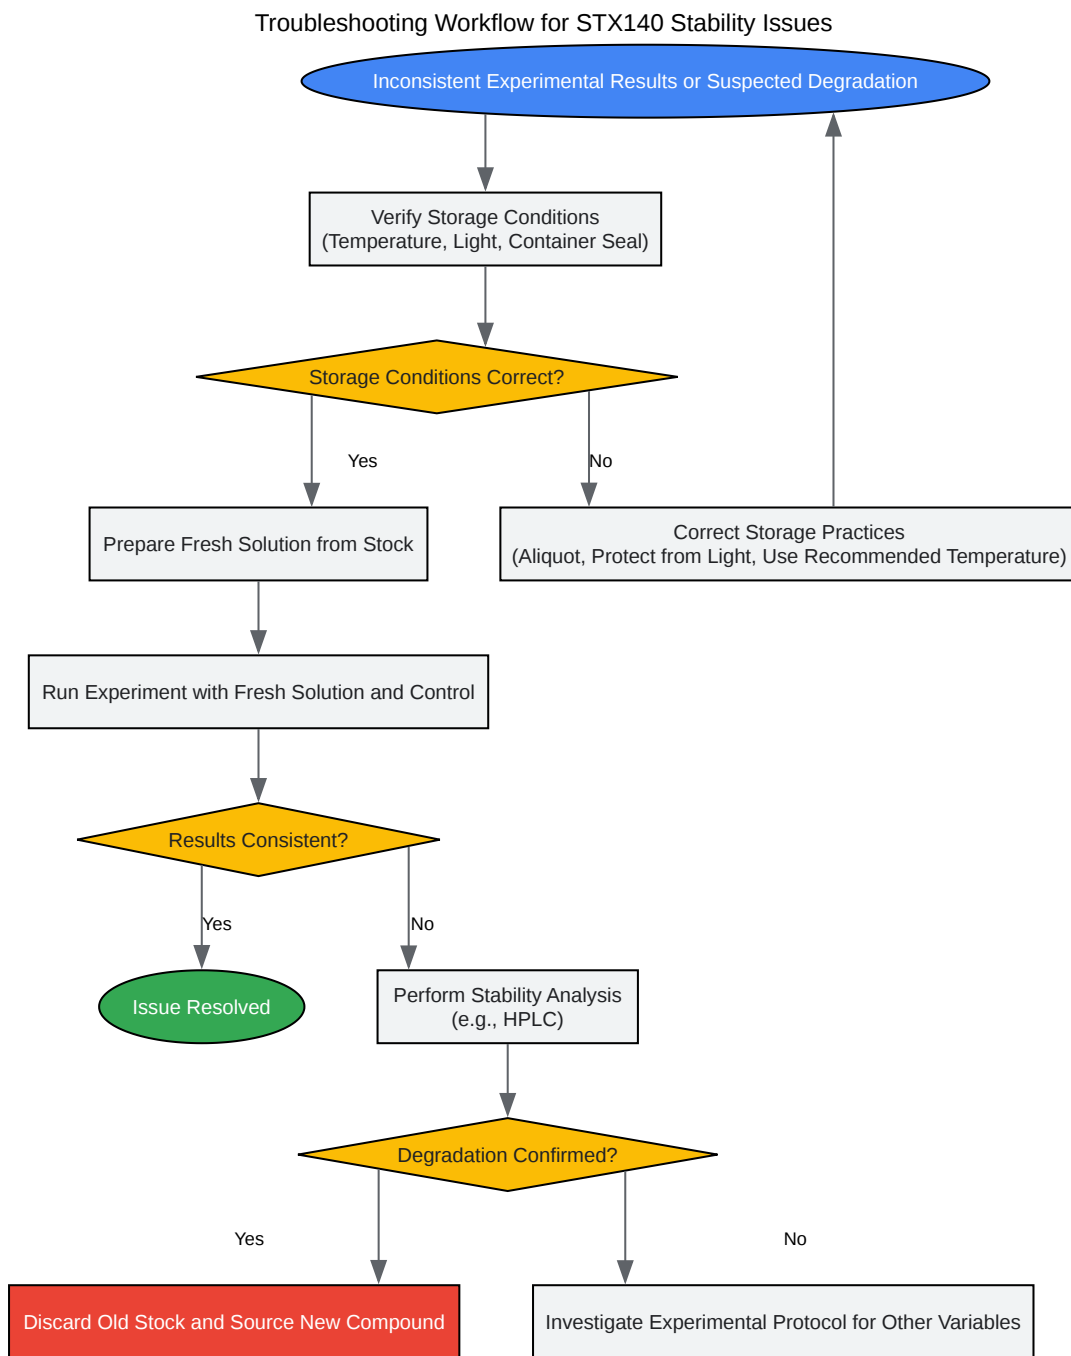 Troubleshooting Workflow for STX140 Stability Issues
Inconsistent Experimental Results or Suspected Degradation
Verify Storage Conditions
(Temperature, Light, Container Seal)
Storage Conditions Correct?
Yes
No
Prepare Fresh Solution from Stock
Correct Storage Practices
(Aliquot, Protect from Light, Use Recommended Temperature)
Run Experiment with Fresh Solution and Control
Results Consistent?
Yes
No
Issue Resolved
Perform Stability Analysis
(e.g., HPLC)
Degradation Confirmed?
Yes
No
Discard Old Stock and Source New Compound
Investigate Experimental Protocol for Other Variables